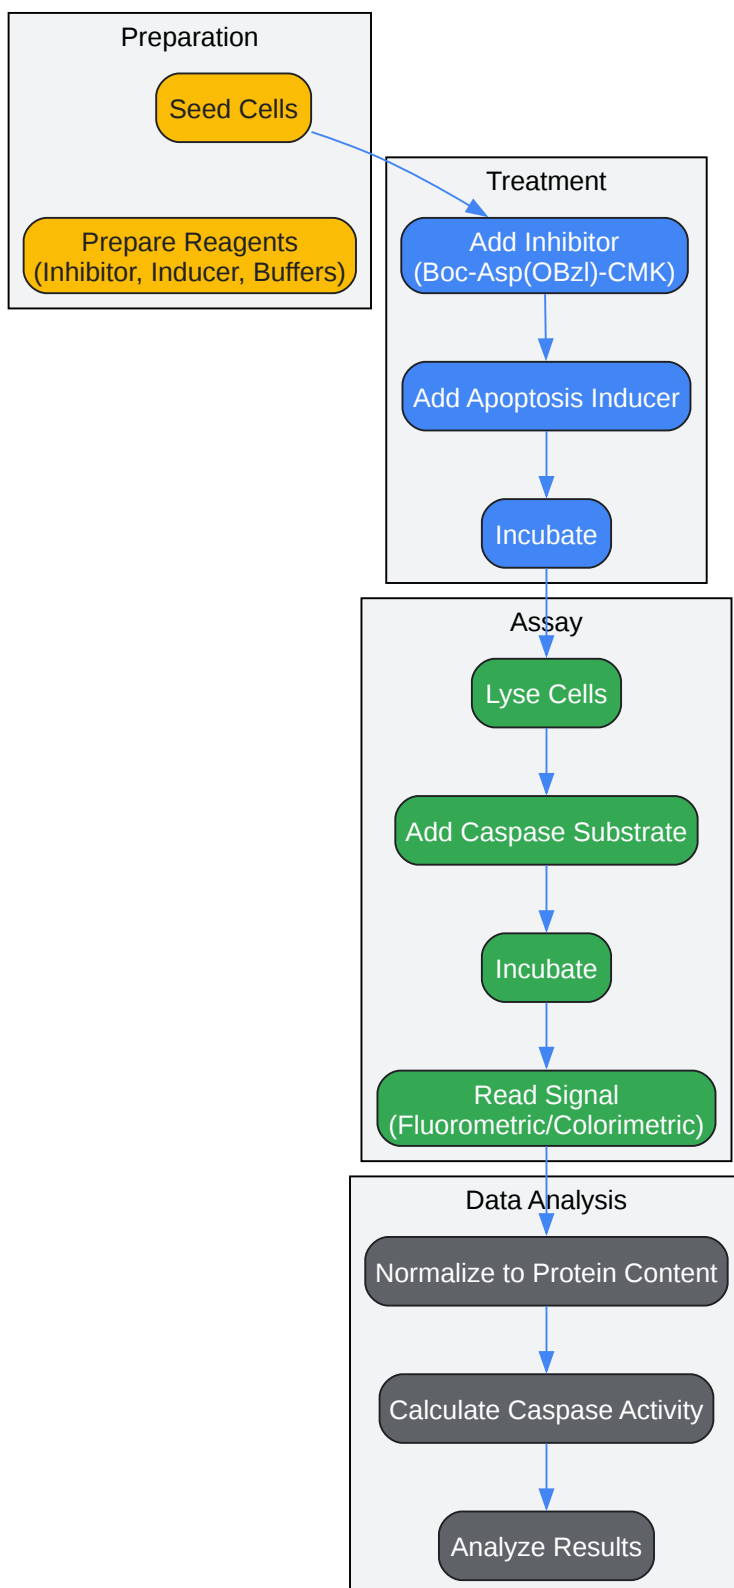 Preparation
Seed Cells
Prepare Reagents
(Inhibitor, Inducer, Buffers)
Treatment
Add Inhibitor
(Boc-Asp(OBzl)-CMK)
Add Apoptosis Inducer
Incubate
Assay
Lyse Cells
Add Caspase Substrate
Incubate
Read Signal
(Fluorometric/Colorimetric)
Data Analysis
Normalize to Protein Content
Calculate Caspase Activity
Analyze Results